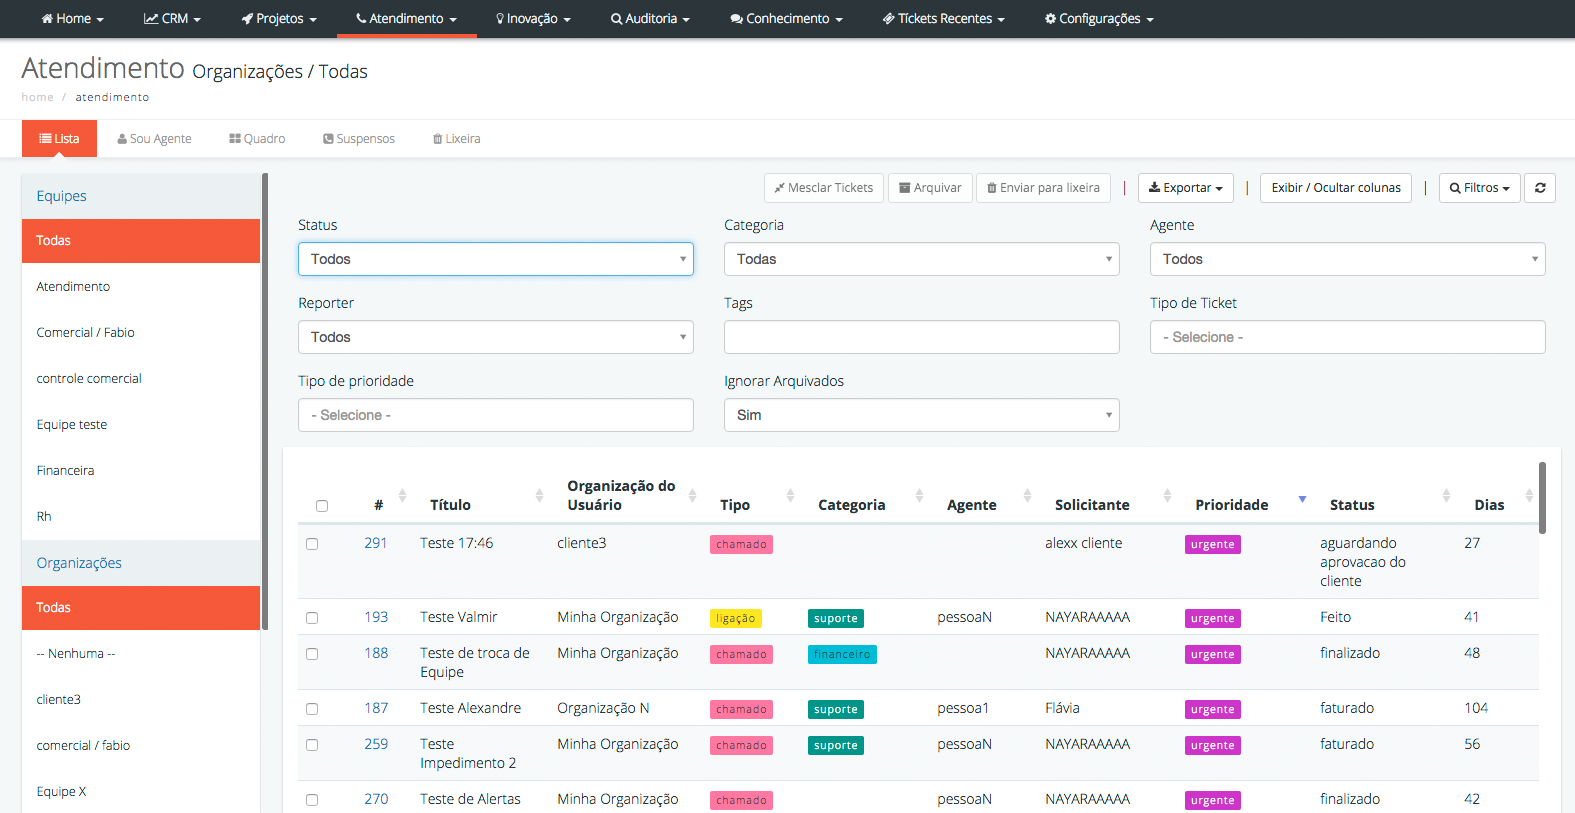 Home CRM Projetos Atendimento Inovação Auditoria Conhecimento Tíckets Recentes Configurações
Atendimento Organizações / Todas
home / atendimento
Lista Sou Agente Quadro Suspensos Lixeira
Equipes
Todas
Atendimento
Comercial / Fabio
controle comercial
Equipe teste
Financeira
Rh
Organizações
Todas
-- Nenhuma --
cliente3
comercial / fabio
Equipe X
Mesclar Tickets Arquivar Enviar para lixeira | Exportar | Exibir / Ocultar colunas | Filtros
Status Categoria Agente
Todos Todas Todos
Reporter Tags Tipo de Ticket
Todos - Selecione -
Tipo de prioridade Ignorar Arquivados
- Selecione - Sim
# Título Organização do Usuário Tipo Categoria Agente Solicitante Prioridade Status Dias
291 Teste 17:46 cliente3 chamado alexx cliente urgente aguardando aprovacao do cliente 27
193 Teste Valmir Minha Organização ligação suporte pessoaN NAYARAAAAA urgente Feito 41
188 Teste de troca de Equipe Minha Organização chamado financeiro NAYARAAAAA urgente finalizado 48
187 Teste Alexandre Organização N chamado suporte pessoa1 Flávia urgente faturado 104
259 Teste Impedimento 2 Minha Organização chamado suporte pessoaN NAYARAAAAA urgente faturado 56
270 Teste de Alertas Minha Organização chamado pessoaN NAYARAAAAA urgente finalizado 42